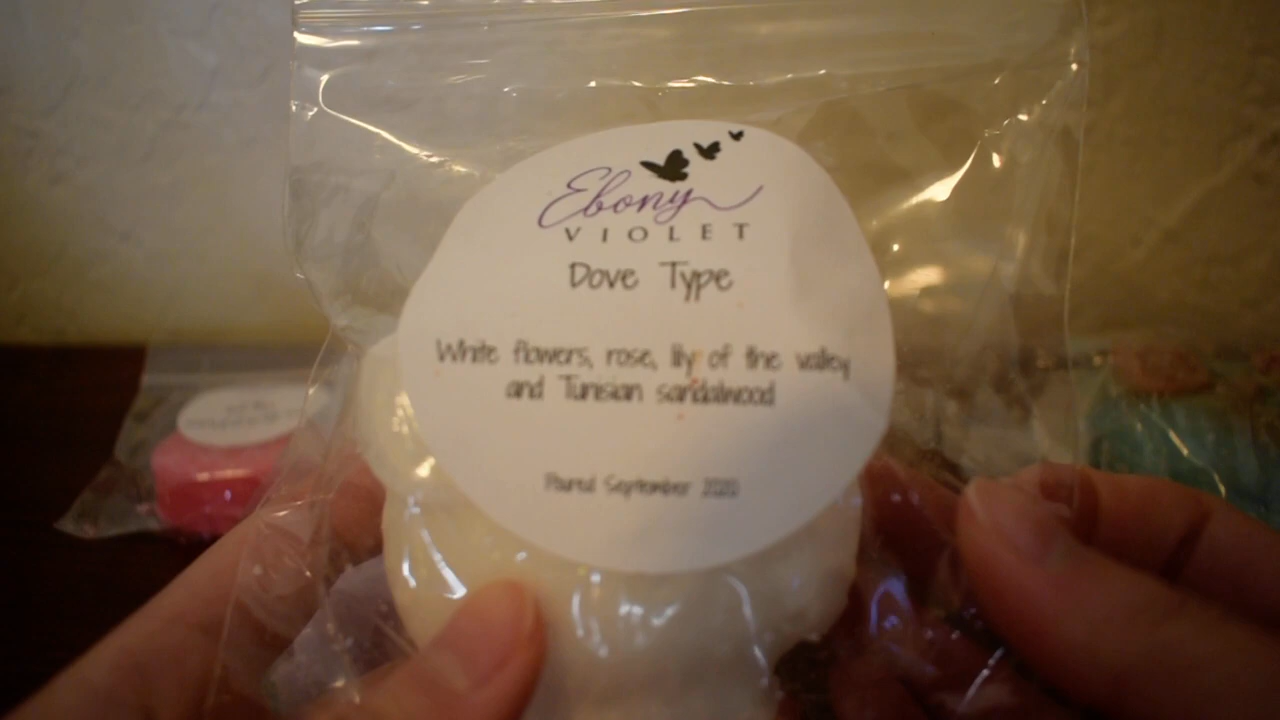 Ebony
VIOLET
Dove Type
White flowers, rose, lily of the valley
and Tunisian sandalwood
Poured September 2020